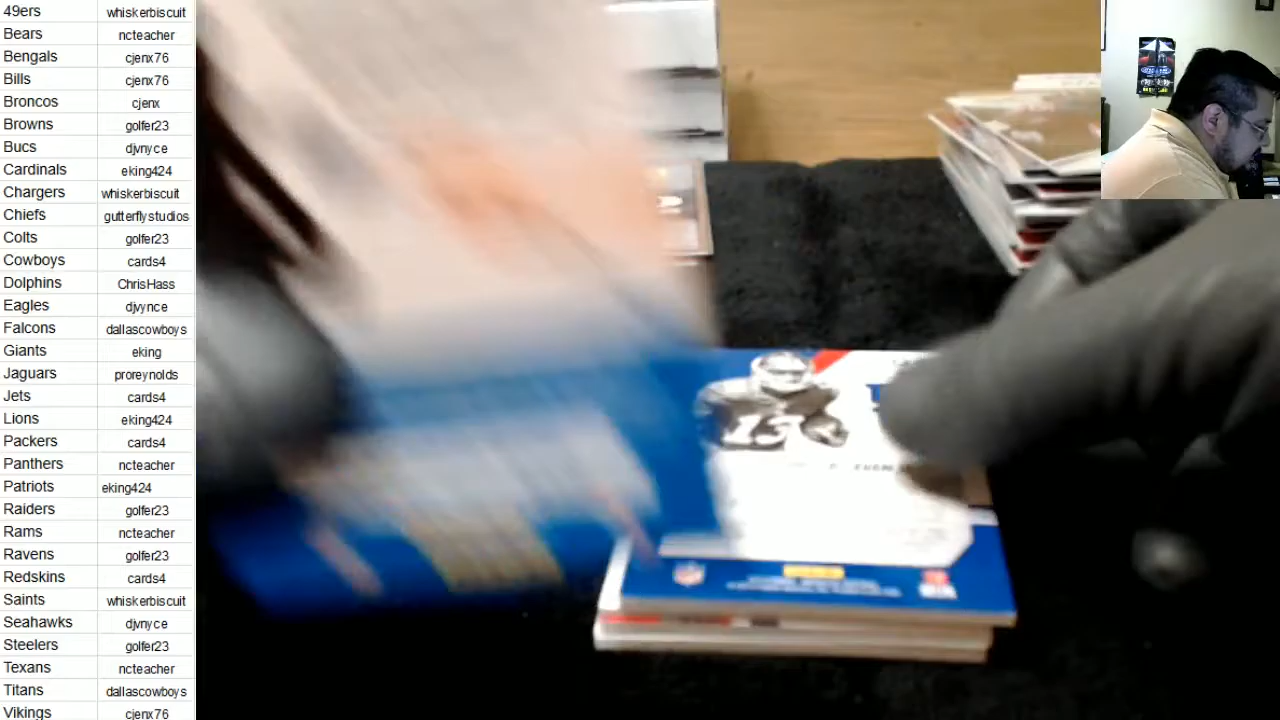 49ers whiskerbiscuit
Bears ncteacher
Bengals cjenx76
Bills cjenx76
Broncos cjenx
Browns golfer23
Bucs djvnyce
Cardinals eking424
Chargers whiskerbiscuit
Chiefs gutterflystudios
Colts golfer23
Cowboys cards4
Dolphins ChrisHass
Eagles djvynce
Falcons dallascowboys
Giants eking
Jaguars proreynolds
Jets cards4
Lions eking424
Packers cards4
Panthers ncteacher
Patriots eking424
Raiders golfer23
Rams ncteacher
Ravens golfer23
Redskins cards4
Saints whiskerbiscuit
Seahawks djvnyce
Steelers golfer23
Texans ncteacher
Titans dallascowboys
Vikings cjenx76
13